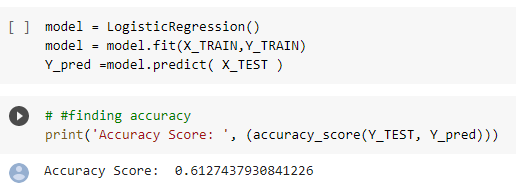 [ ] model = LogisticRegression()
model = model.fit(X_TRAIN,Y_TRAIN)
Y_pred =model.predict( X_TEST )
# #finding accuracy
print('Accuracy Score: ', (accuracy_score(Y_TEST, Y_pred)))
Accuracy Score:  0.6127437930841226